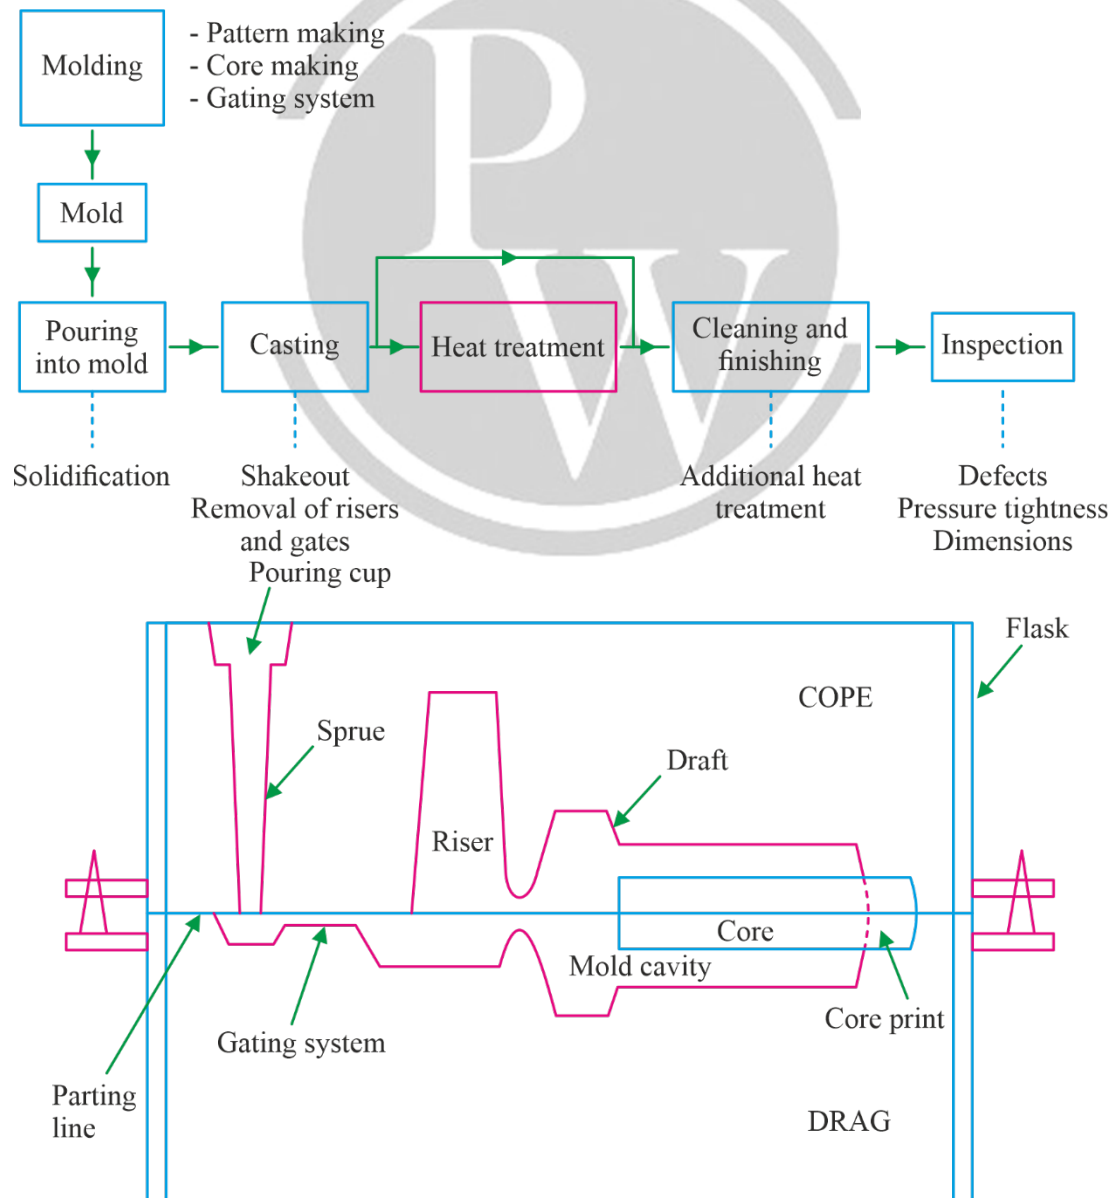 Molding
- Pattern making
- Core making
- Gating system
Mold
Pouring
into mold
Casting
Heat treatment
Cleaning and
finishing
Inspection
Solidification
Shakeout
Removal of risers
and gates
Additional heat
treatment
Defects
Pressure tightness
Dimensions
PW
Pouring cup
Flask
COPE
Sprue
Draft
Riser
Core
Mold cavity
Core print
Gating system
Parting
line
DRAG